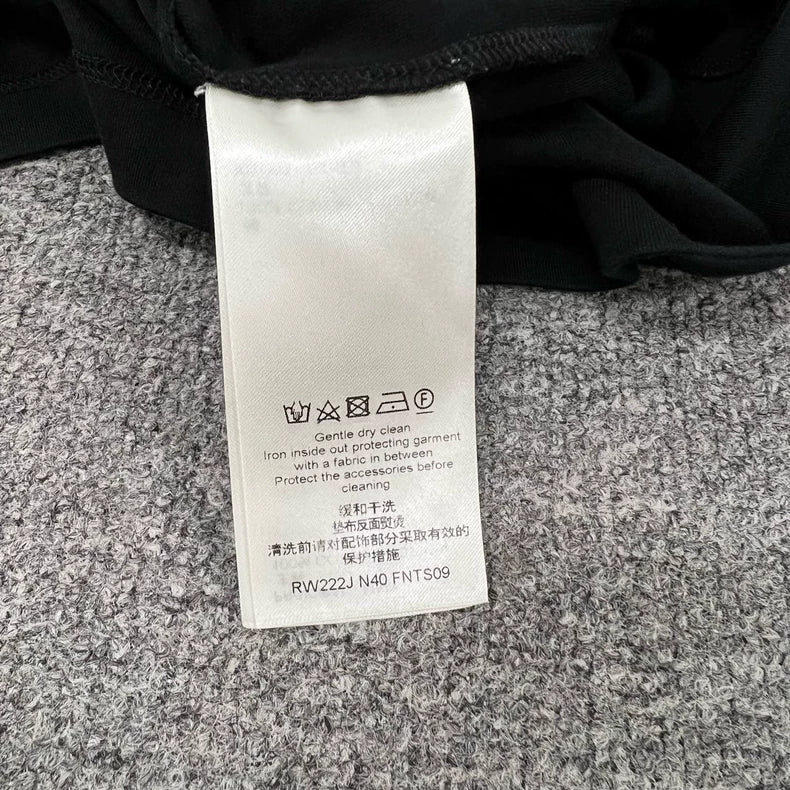 F
Gentle dry clean
Iron inside out protecting garment
with a fabric in between
Protect the accessories before
cleaning
缓和干洗
垫布反面熨烫
清洗前请对配饰部分采取有效的
保护措施
RW222J N40 FNTS09